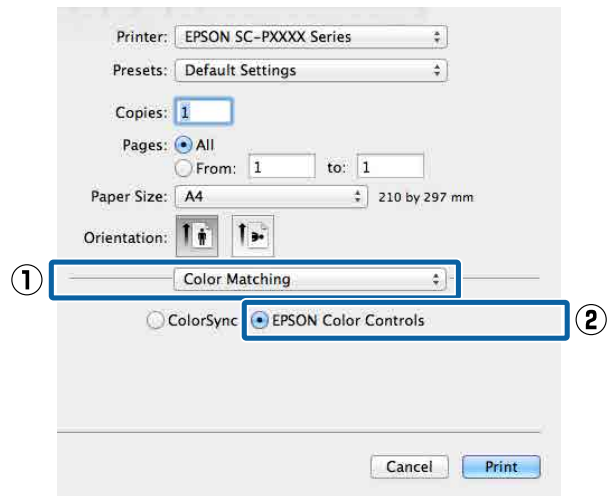 Printer: EPSON SC-PXXXX Series
Presets: Default Settings
Copies: 1
Pages: All
From: 1 to: 1
Paper Size: A4 210 by 297 mm
Orientation:
① Color Matching
ColorSync EPSON Color Controls ②
Cancel Print